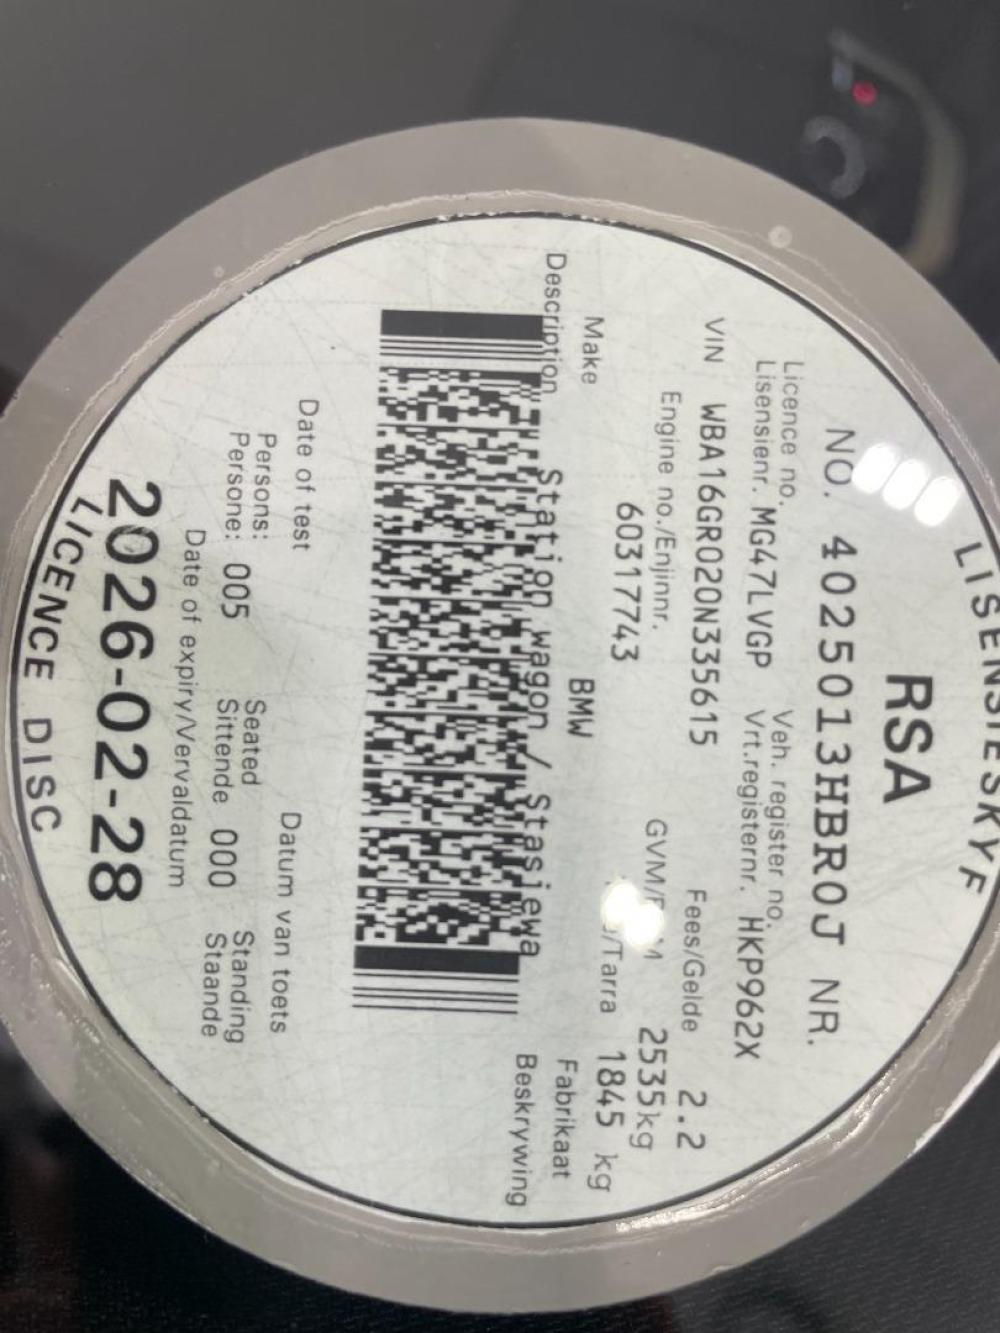 LISENSIESKYF
RSA
NO. 4025013HBR0J NR.
Licence no. Veh. register no.
Lisensienr. MG47LVGP Vrt.registernr. HKP962X
VIN WBA16GR020N335615 Fees/Gelde 2.2
Engine no./Enjinnr. GVM/ 2535kg
60317743 /Tarra 1845 kg
Make BMW Fabrikaat
Description Station wagon / Stasiewa Beskrywing
Date of test Datum van toets
Persons: Seated Standing
Persone: 005 Sittende 000 Staande
Date of expiry/Vervaldatum
2026-02-28
LICENCE DISC